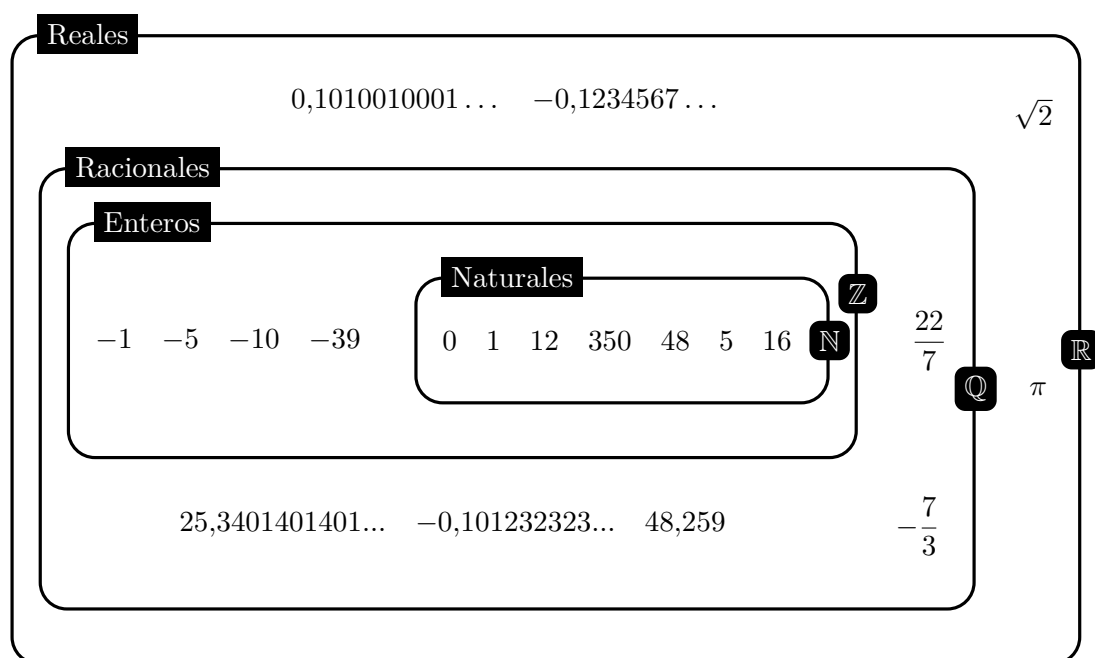 Reales
0,1010010001… −0,1234567…
√2
Racionales
Enteros
Naturales
ℤ
−1 −5 −10 −39 0 1 12 350 48 5 16 ℕ
22/7
ℝ
ℚ π
25,3401401401... −0,101232323... 48,259
−7/3